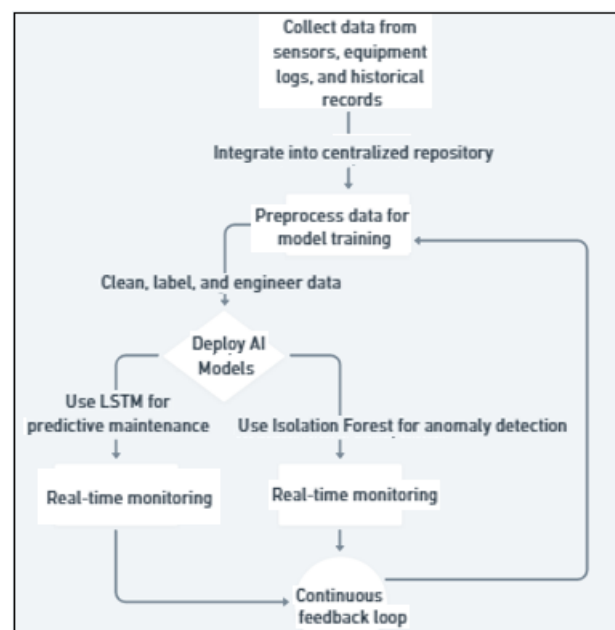 Collect data from
sensors, equipment
logs, and historical
records
Integrate into centralized repository
Preprocess data for
model training
Clean, label, and engineer data
Deploy AI
Models
Use LSTM for
predictive maintenance
Use Isolation Forest for anomaly detection
Real-time monitoring
Real-time monitoring
Continuous
feedback loop